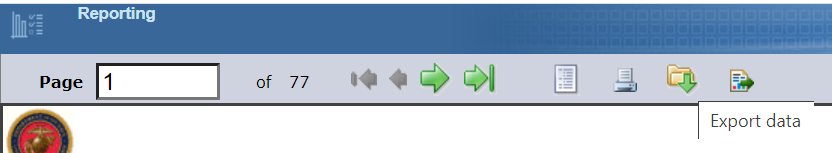 Reporting
Page 1 of 77
Export data